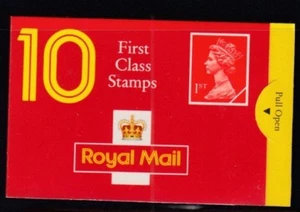 10
First
Class
Stamps
1ST
Pull Open
Royal Mail